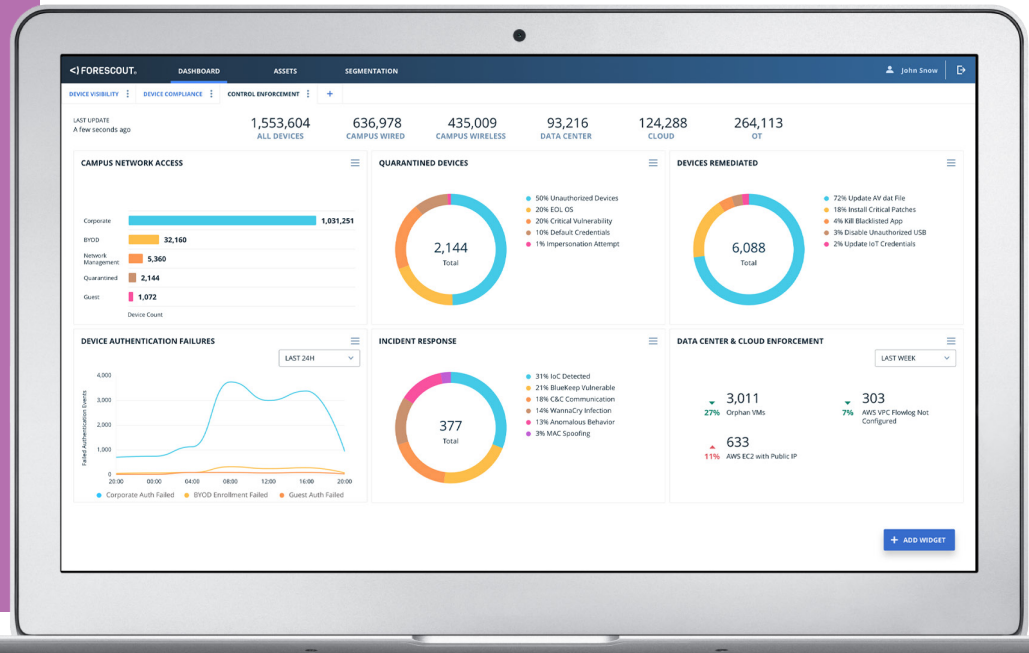 <) FORESCOUT.
DASHBOARD
ASSETS
SEGMENTATION
John Snow
DEVICE VISIBILITY
DEVICE COMPLIANCE
CONTROL ENFORCEMENT
+
LAST UPDATE
A few seconds ago
1,553,604
ALL DEVICES
636,978
CAMPUS WIRED
435,009
CAMPUS WIRELESS
93,216
DATA CENTER
124,288
CLOUD
264,113
OT
CAMPUS NETWORK ACCESS
Corporate 1,031,251
BYOD 32,160
Network
Management 5,360
Quarantined 2,144
Guest 1,072
Device Count
QUARANTINED DEVICES
2,144
Total
50% Unauthorized Devices
20% EOL OS
20% Critical Vulnerability
10% Default Credentials
1% Impersonation Attempt
DEVICES REMEDIATED
6,088
Total
72% Update AV dat File
18% Install Critical Patches
4% Kill Blacklisted App
3% Disable Unauthorized USB
2% Update IoT Credentials
DEVICE AUTHENTICATION FAILURES
LAST 24H
Failed Authentication Events
4,000
3,000
2,000
1,000
0
20:00 00:00 04:00 08:00 12:00 16:00 20:00
Corporate Auth Failed BYOD Enrollment Failed Guest Auth Failed
INCIDENT RESPONSE
377
Total
31% IoC Detected
21% BlueKeep Vulnerable
18% C&C Communication
14% WannaCry Infection
13% Anomalous Behavior
3% MAC Spoofing
DATA CENTER & CLOUD ENFORCEMENT
LAST WEEK
3,011
27% Orphan VMs
303
7% AWS VPC Flowlog Not
Configured
633
11% AWS EC2 with Public IP
+ ADD WIDGET